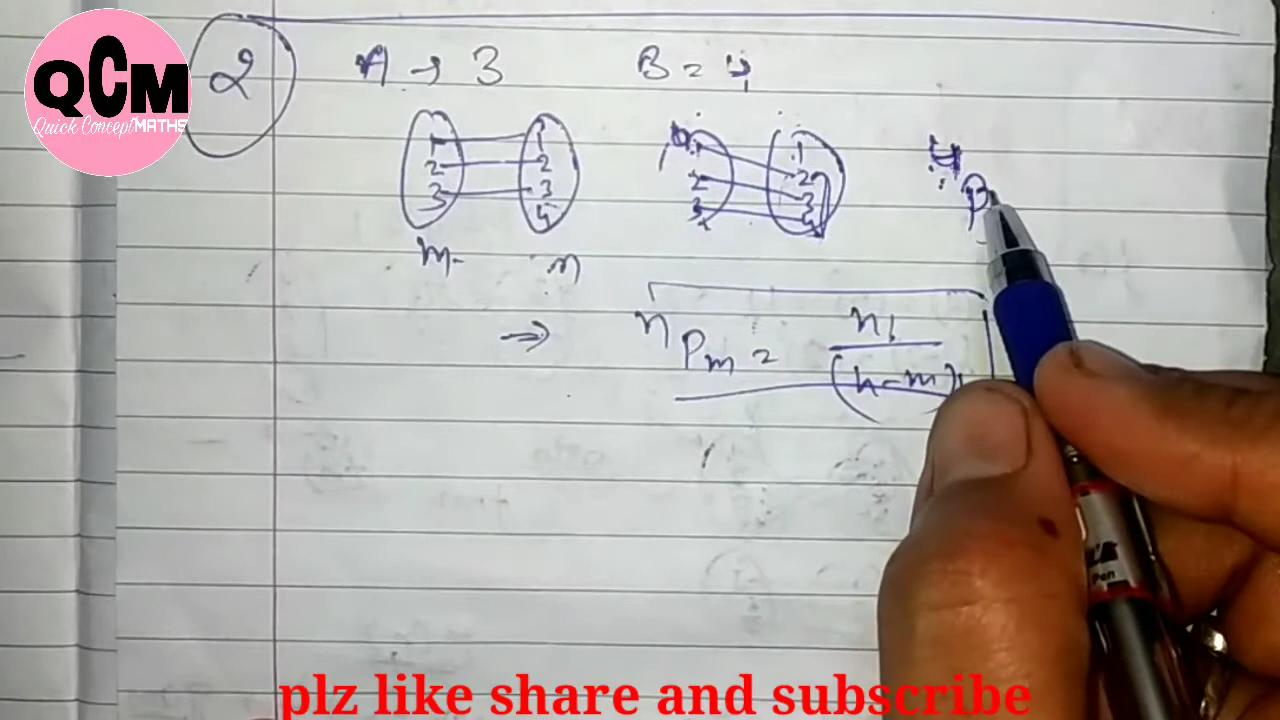 QCM
Quick Concept MATHS
2
A → 3 B = 4
1 1 1 1
2 2 2 2
3 3 3 3
4 4
m n
4
P
→ nPm = n!
(n-m)!
plz like share and subscribe